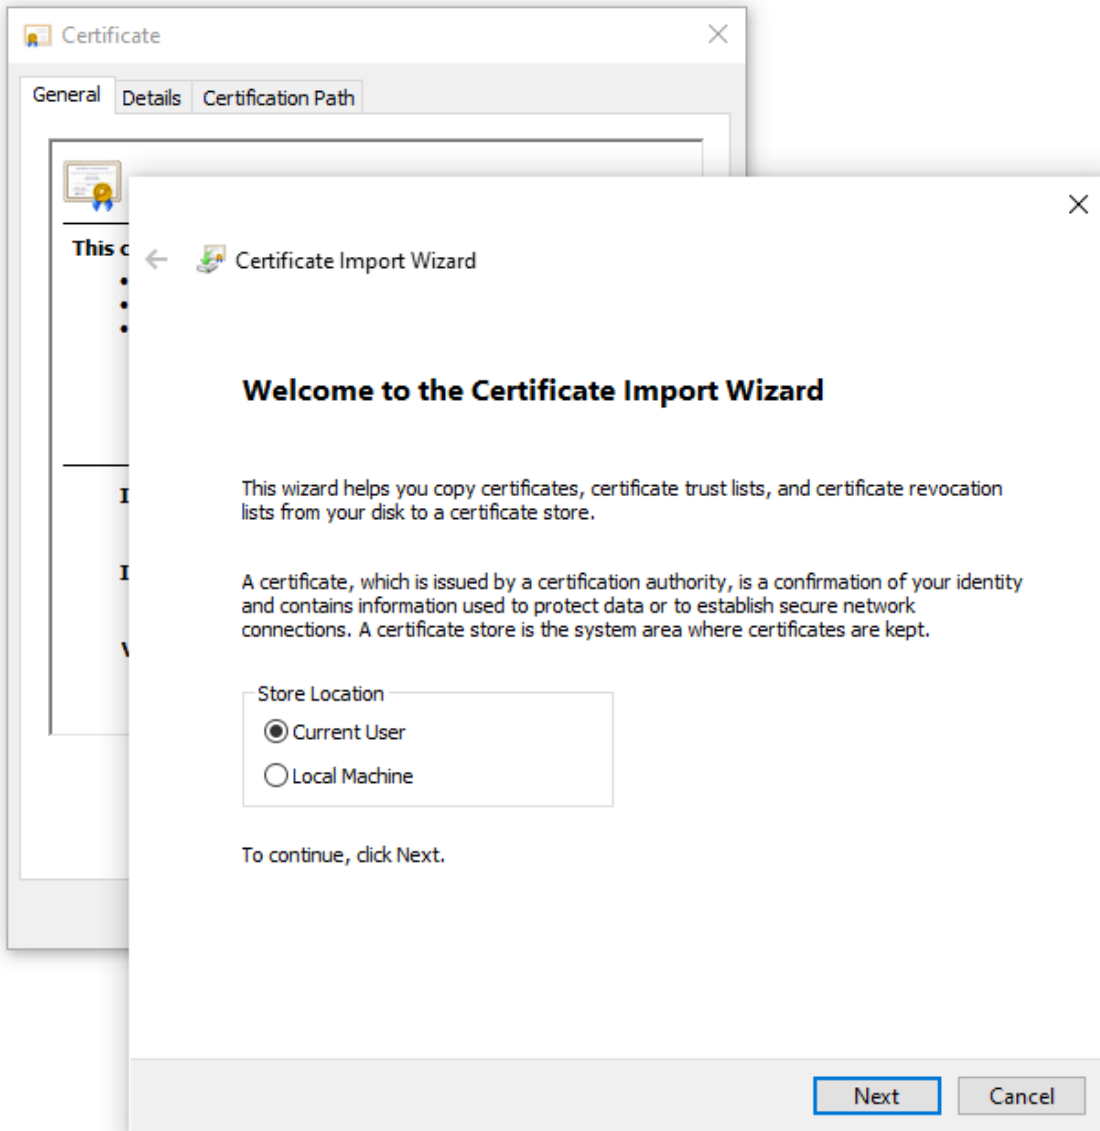 Certificate
General Details Certification Path
This c
Certificate Import Wizard
Welcome to the Certificate Import Wizard
This wizard helps you copy certificates, certificate trust lists, and certificate revocation
lists from your disk to a certificate store.
A certificate, which is issued by a certification authority, is a confirmation of your identity
and contains information used to protect data or to establish secure network
connections. A certificate store is the system area where certificates are kept.
Store Location
Current User
Local Machine
To continue, click Next.
Next Cancel